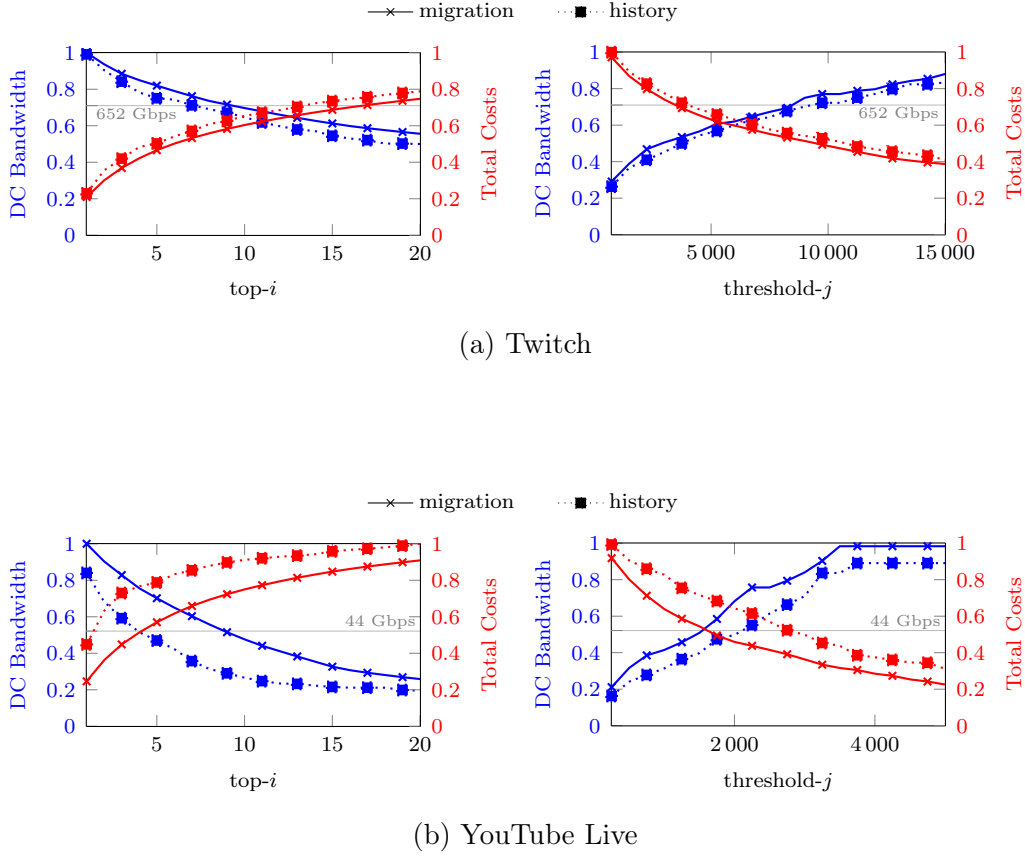 migration history
1 1 1 1
0.8 0.8 0.8 0.8
0.6 0.6 0.6 0.6
0.4 0.4 0.4 0.4
0.2 0.2 0.2 0.2
0 0 0 0
DC Bandwidth
652 Gbps
Total Costs
DC Bandwidth
652 Gbps
Total Costs
5 10 15 20
5 000 10 000 15 000
top-i
threshold-j
(a) Twitch
migration history
1 1 1 1
0.8 0.8 0.8 0.8
0.6 0.6 0.6 0.6
0.4 0.4 0.4 0.4
0.2 0.2 0.2 0.2
0 0 0 0
DC Bandwidth
44 Gbps
Total Costs
DC Bandwidth
44 Gbps
Total Costs
5 10 15 20
2 000 4 000
top-i
threshold-j
(b) YouTube Live